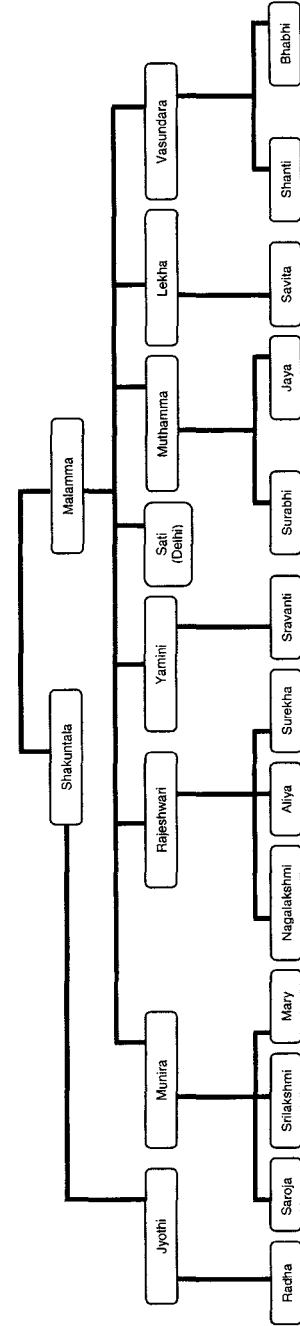 Shakuntala
Malamma
Jyothi
Munira
Rajeshwari
Yamini
Sati
(Delhi)
Muthamma
Lekha
Vasundara
Radha
Saroja
Srilakshmi
Mary
Nagalakshmi
Aliya
Surekha
Sravanti
Surabhi
Jaya
Savita
Shanti
Bhabhi